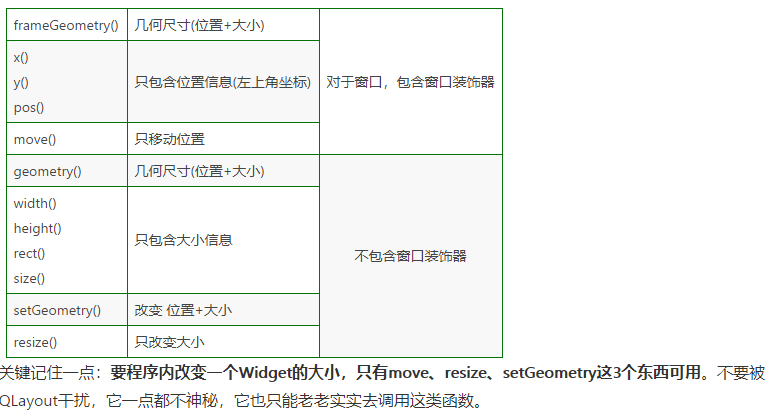 frameGeometry() 几何尺寸(位置+大小)
x()
y()
pos()
只包含位置信息(左上角坐标)
对于窗口，包含窗口装饰器
move() 只移动位置
geometry() 几何尺寸(位置+大小)
width()
height()
rect()
size()
只包含大小信息
不包含窗口装饰器
setGeometry() 改变 位置+大小
resize() 只改变大小
关键记住一点：要程序内改变一个Widget的大小，只有move、resize、setGeometry这3个东西可用。不要被
QLayout干扰，它一点都不神秘，它也只能老老实实去调用这类函数。